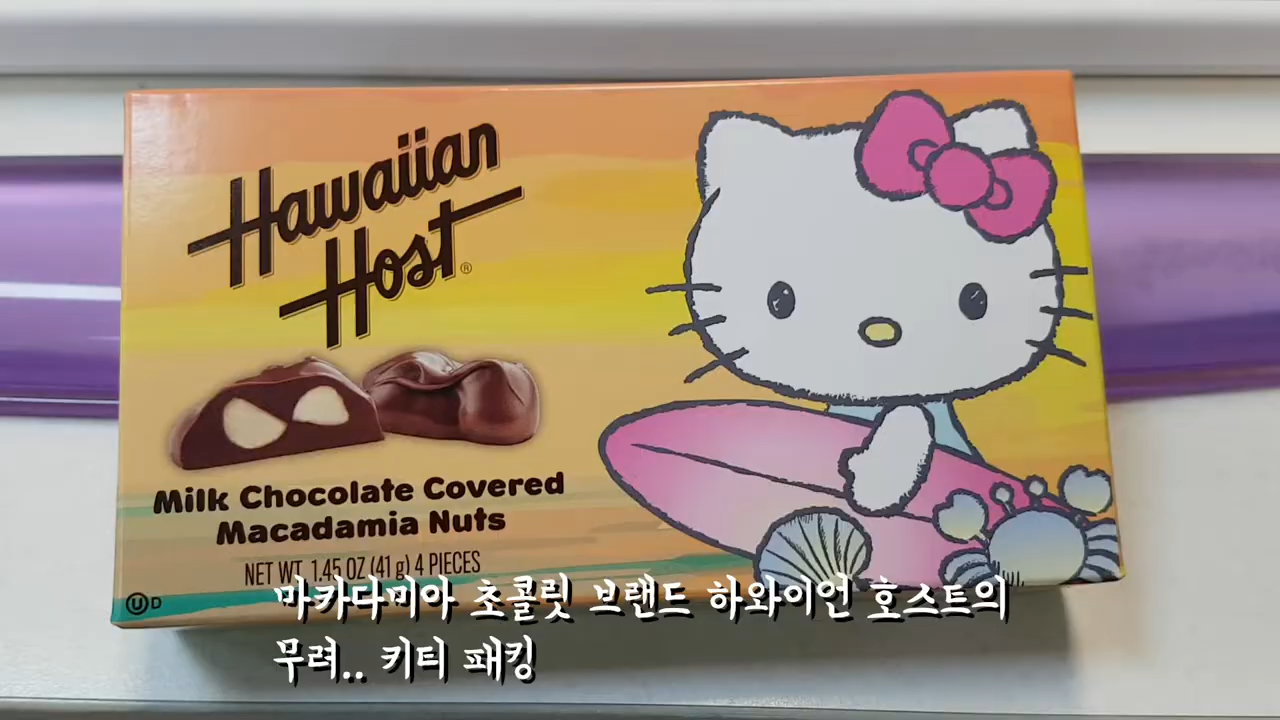 Hawaiian
Host®
Milk Chocolate Covered
Macadamia Nuts
NET WT. 1.45 OZ (41 g) 4 PIECES
U D
마카다미아 초콜릿 브랜드 하와이언 호스트의
무려.. 키티 패킹